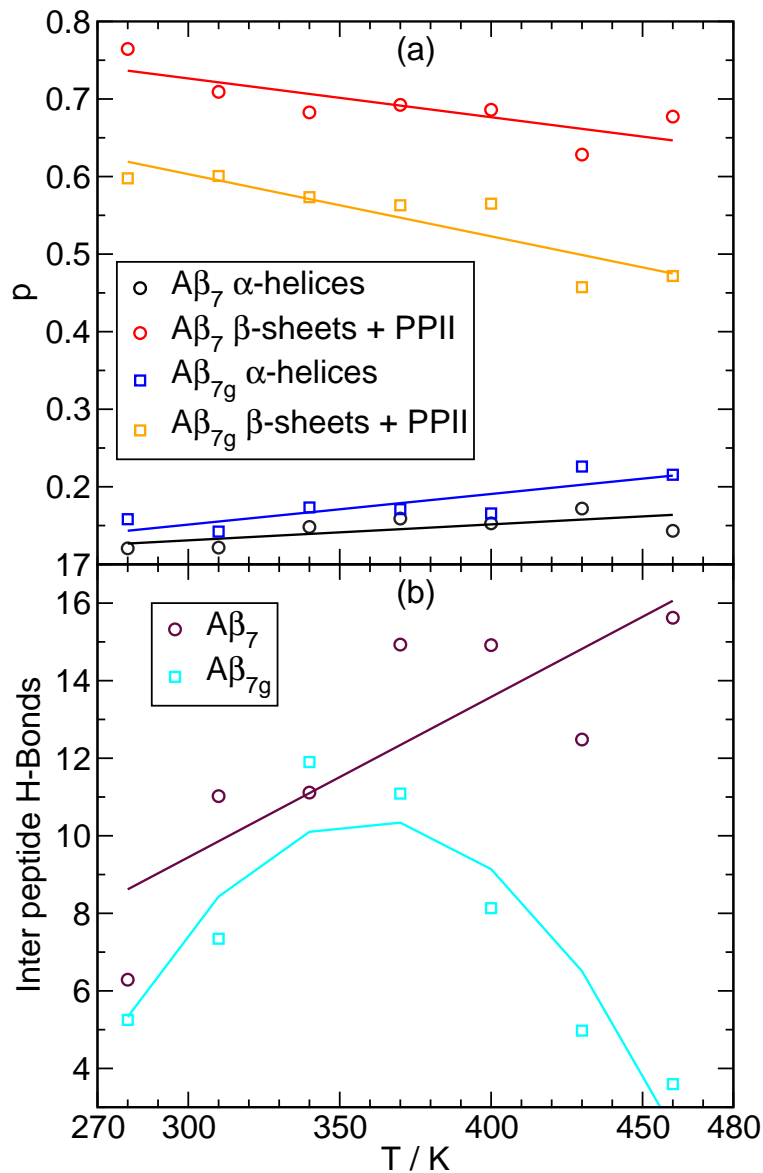 0.8
(a)
0.7
0.6
0.5
p
Aβ7 α-helices
Aβ7 β-sheets + PPII
Aβ7g α-helices
Aβ7g β-sheets + PPII
0.4
0.3
0.2
17
(b)
16
Aβ7
Aβ7g
14
12
Inter peptide H-Bonds
10
8
6
4
270 300 350 400 450 480
T / K